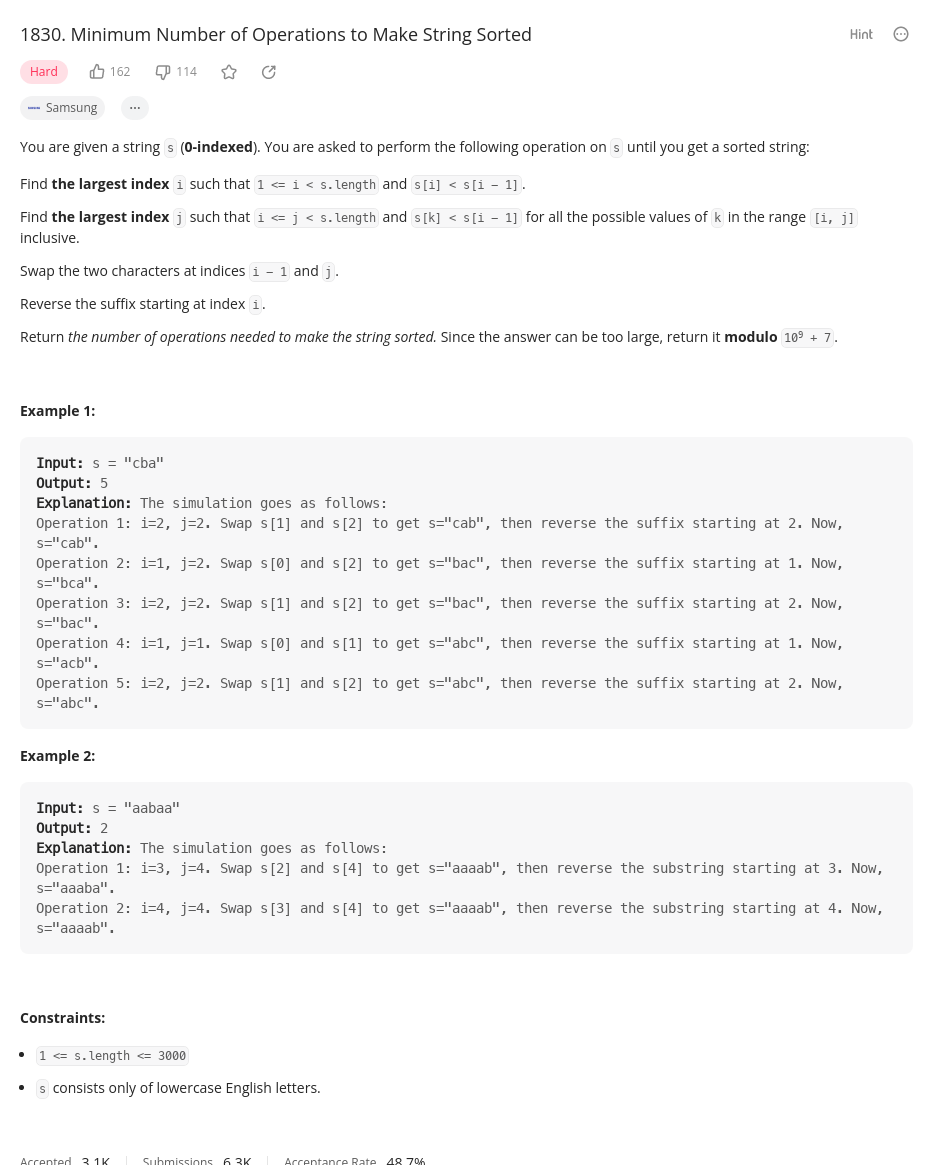 1830. Minimum Number of Operations to Make String Sorted
Hint
Hard 162 114
Samsung ...
You are given a string s (0-indexed). You are asked to perform the following operation on s until you get a sorted string:
Find the largest index i such that 1 <= i < s.length and s[i] < s[i − 1].
Find the largest index j such that i <= j < s.length and s[k] < s[i − 1] for all the possible values of k in the range [i, j]
inclusive.
Swap the two characters at indices i − 1 and j.
Reverse the suffix starting at index i.
Return the number of operations needed to make the string sorted. Since the answer can be too large, return it modulo 10⁹ + 7.
Example 1:
Input: s = "cba"
Output: 5
Explanation: The simulation goes as follows:
Operation 1: i=2, j=2. Swap s[1] and s[2] to get s="cab", then reverse the suffix starting at 2. Now,
s="cab".
Operation 2: i=1, j=2. Swap s[0] and s[2] to get s="bac", then reverse the suffix starting at 1. Now,
s="bca".
Operation 3: i=2, j=2. Swap s[1] and s[2] to get s="bac", then reverse the suffix starting at 2. Now,
s="bac".
Operation 4: i=1, j=1. Swap s[0] and s[1] to get s="abc", then reverse the suffix starting at 1. Now,
s="acb".
Operation 5: i=2, j=2. Swap s[1] and s[2] to get s="abc", then reverse the suffix starting at 2. Now,
s="abc".
Example 2:
Input: s = "aabaa"
Output: 2
Explanation: The simulation goes as follows:
Operation 1: i=3, j=4. Swap s[2] and s[4] to get s="aaaab", then reverse the substring starting at 3. Now,
s="aaaba".
Operation 2: i=4, j=4. Swap s[3] and s[4] to get s="aaaab", then reverse the substring starting at 4. Now,
s="aaaab".
Constraints:
• 1 <= s.length <= 3000
• s consists only of lowercase English letters.
Accepted 3.1K Submissions 6.3K Acceptance Rate 48.7%